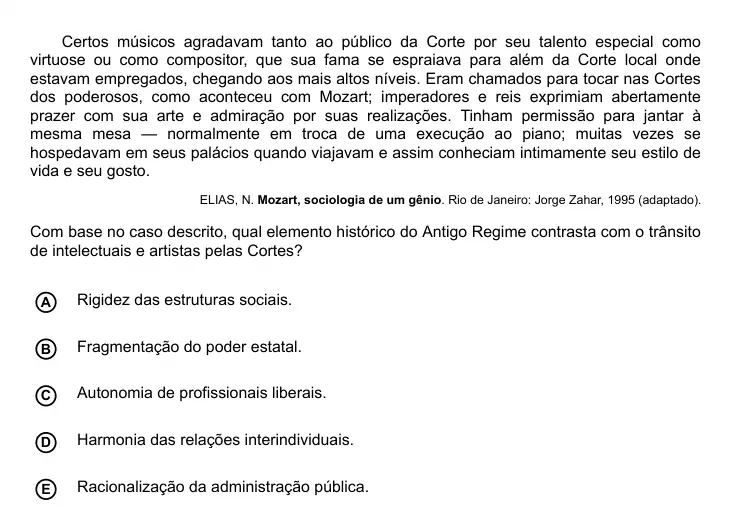 Certos músicos agradavam tanto ao público da Corte por seu talento especial como
virtuose ou como compositor, que sua fama se espraiava para além da Corte local onde
estavam empregados, chegando aos mais altos níveis. Eram chamados para tocar nas Cortes
dos poderosos, como aconteceu com Mozart; imperadores e reis exprimiam abertamente
prazer com sua arte e admiração por suas realizações. Tinham permissão para jantar à
mesma mesa — normalmente em troca de uma execução ao piano; muitas vezes se
hospedavam em seus palácios quando viajavam e assim conheciam intimamente seu estilo de
vida e seu gosto.
ELIAS, N. Mozart, sociologia de um gênio. Rio de Janeiro: Jorge Zahar, 1995 (adaptado).
Com base no caso descrito, qual elemento histórico do Antigo Regime contrasta com o trânsito
de intelectuais e artistas pelas Cortes?
A Rigidez das estruturas sociais.
B Fragmentação do poder estatal.
C Autonomia de profissionais liberais.
D Harmonia das relações interindividuais.
E Racionalização da administração pública.